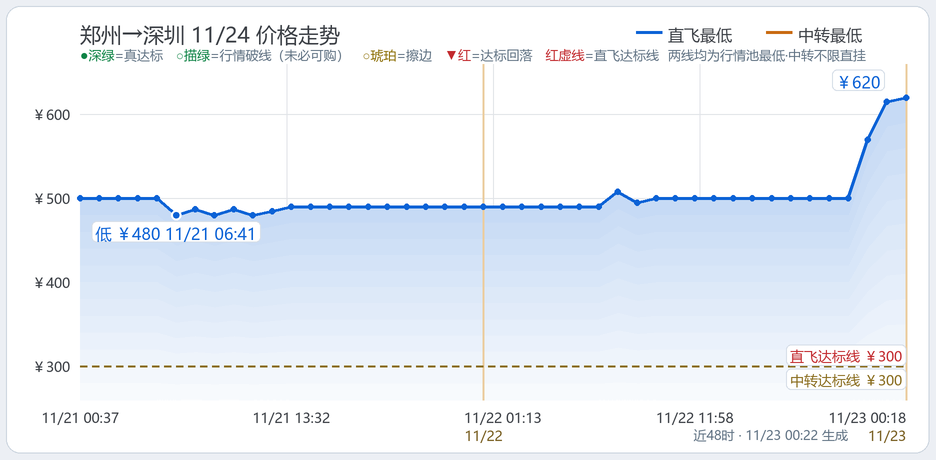 郑州→深圳 11/24 价格走势
直飞最低 中转最低
●深绿=真达标 ○描绿=行情破线（未必可购） ○琥珀=擦边 ▼红=达标回落 红虚线=直飞达标线 两线均为行情池最低·中转不限直挂
¥620
¥600
¥500
低 ¥480 11/21 06:41
¥400
直飞达标线 ¥300
¥300
中转达标线 ¥300
11/21 00:37 11/21 13:32 11/22 01:13 11/22 11:58 11/23 00:18
11/22 近48时 · 11/23 00:22 生成 11/23